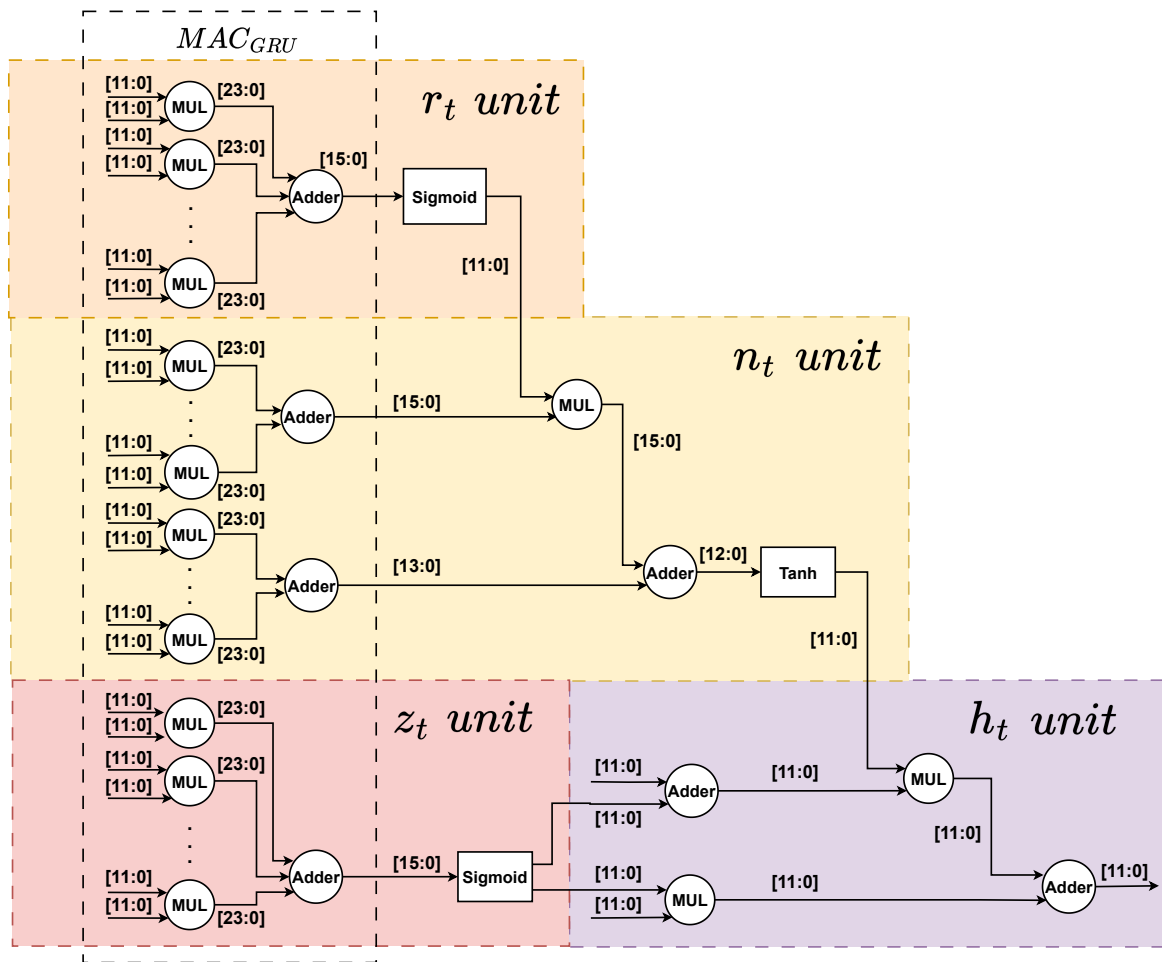 MAC_{GRU}
r_t unit
[11:0]
[11:0]
MUL
[23:0]
[11:0]
[11:0]
MUL
[23:0]
[15:0]
Adder
Sigmoid
[11:0]
[11:0]
[11:0]
MUL
[23:0]
n_t unit
[11:0]
[11:0]
MUL
[23:0]
Adder
[15:0]
MUL
[15:0]
[11:0]
[11:0]
MUL
[23:0]
[11:0]
[11:0]
MUL
[23:0]
Adder
[13:0]
Adder
[12:0]
Tanh
[11:0]
[11:0]
[11:0]
MUL
[23:0]
z_t unit
[11:0]
[11:0]
MUL
[23:0]
[11:0]
[11:0]
MUL
[23:0]
Adder
[15:0]
Sigmoid
[11:0]
[11:0]
MUL
[23:0]
h_t unit
[11:0]
[11:0]
Adder
[11:0]
MUL
[11:0]
[11:0]
[11:0]
MUL
[11:0]
Adder
[11:0]